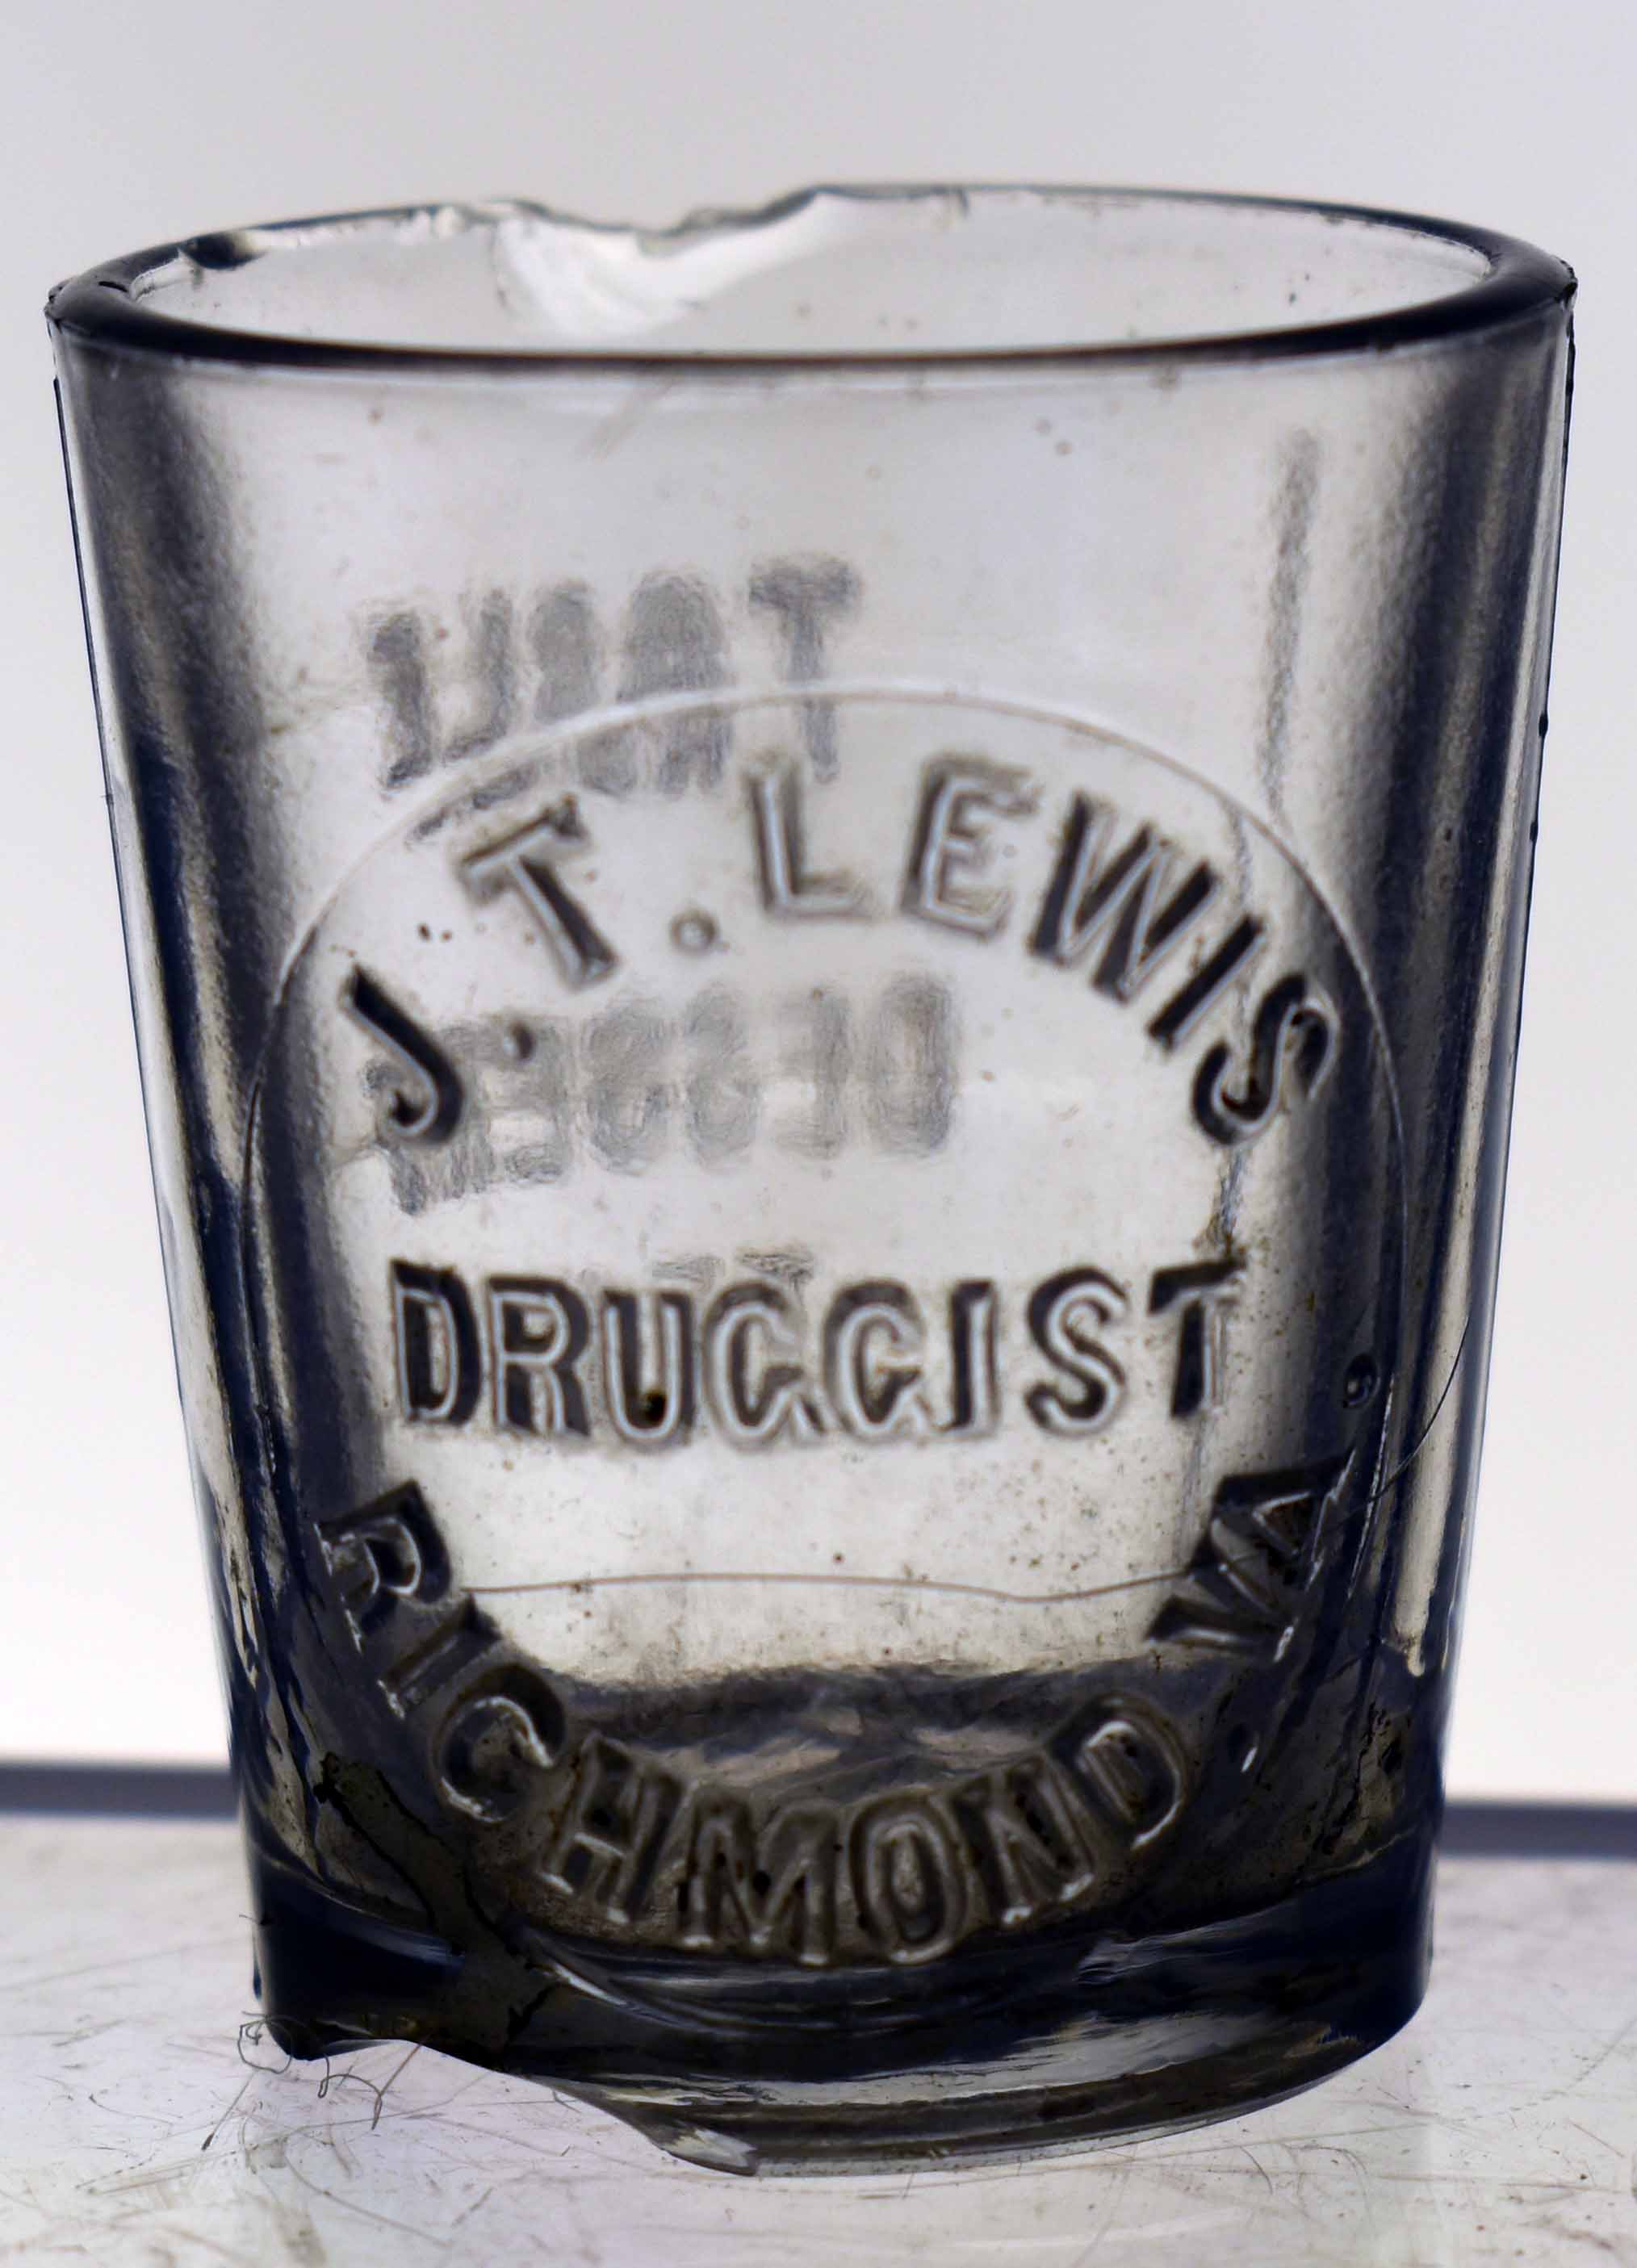 J.T.LEWIS
DRUGGIST
RICHMOND, VA